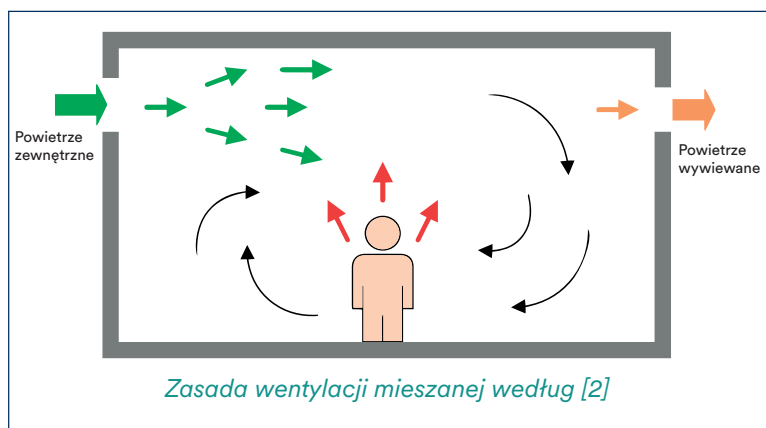 Powietrze
zewnętrzne
Powietrze
wywiewane
Zasada wentylacji mieszanej według [2]